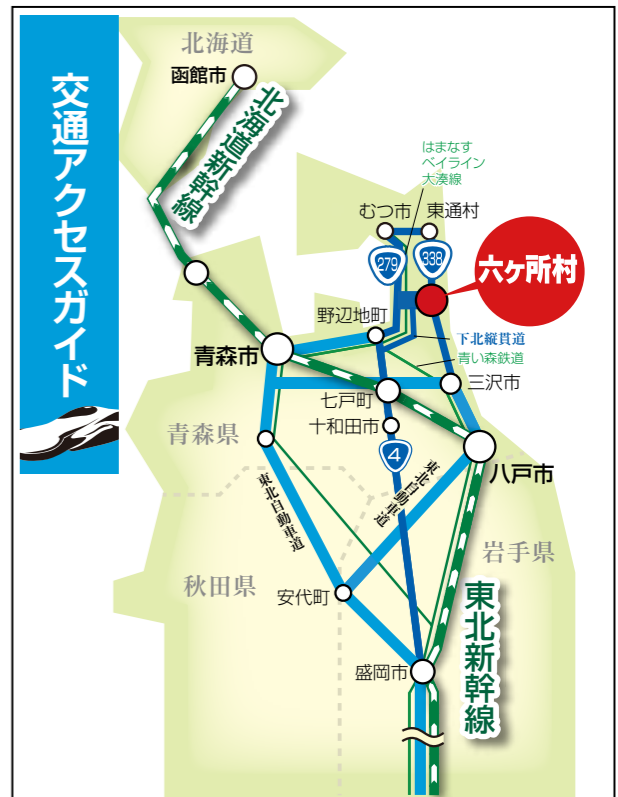 交通アクセスガイド
北海道
函館市
北海道新幹線
はまなす
ベイライン
大湊線
むつ市
東通村
279
338
六ヶ所村
野辺地町
下北縦貫道
青森市
青い森鉄道
七戸町
三沢市
十和田市
青森県
4
八戸市
東北自動車道
東北自動車道
岩手県
秋田県
安代町
東北新幹線
盛岡市